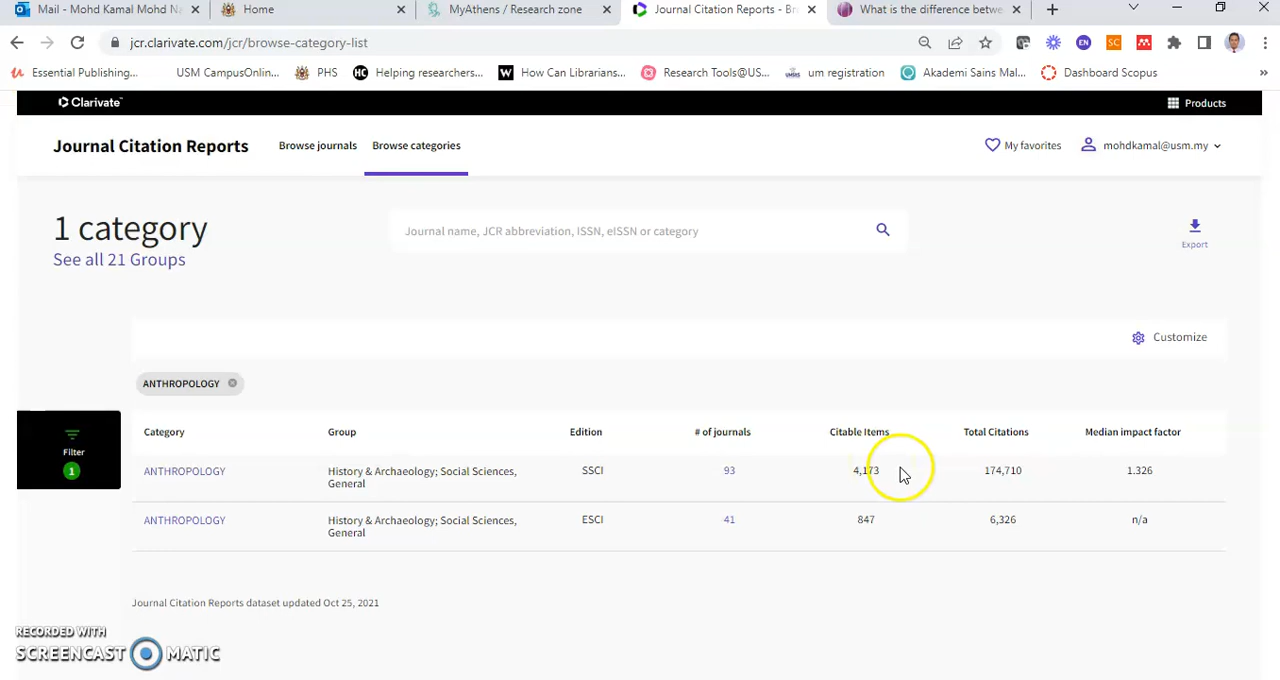 Mail - Mohd Kamal Mohd Na
Home
MyAthens / Research zone
Journal Citation Reports - Bro
What is the difference betwe
jcr.clarivate.com/jcr/browse-category-list
Essential Publishing...
USM CampusOnlin...
PHS
Helping researchers...
How Can Librarians...
Research Tools@US...
um registration
Akademi Sains Mal...
Dashboard Scopus
»
Clarivate™
Products
Journal Citation Reports
Browse journals
Browse categories
My favorites
mohdkamal@usm.my
1 category
See all 21 Groups
Journal name, JCR abbreviation, ISSN, eISSN or category
Export
Customize
ANTHROPOLOGY
Filter
1
Category Group Edition # of journals Citable Items Total Citations Median impact factor
ANTHROPOLOGY History & Archaeology; Social Sciences, SSCI 93 4,173 174,710 1.326
General
ANTHROPOLOGY History & Archaeology; Social Sciences, ESCI 41 847 6,326 n/a
General
Journal Citation Reports dataset updated Oct 25, 2021
RECORDED WITH
SCREENCAST MATIC